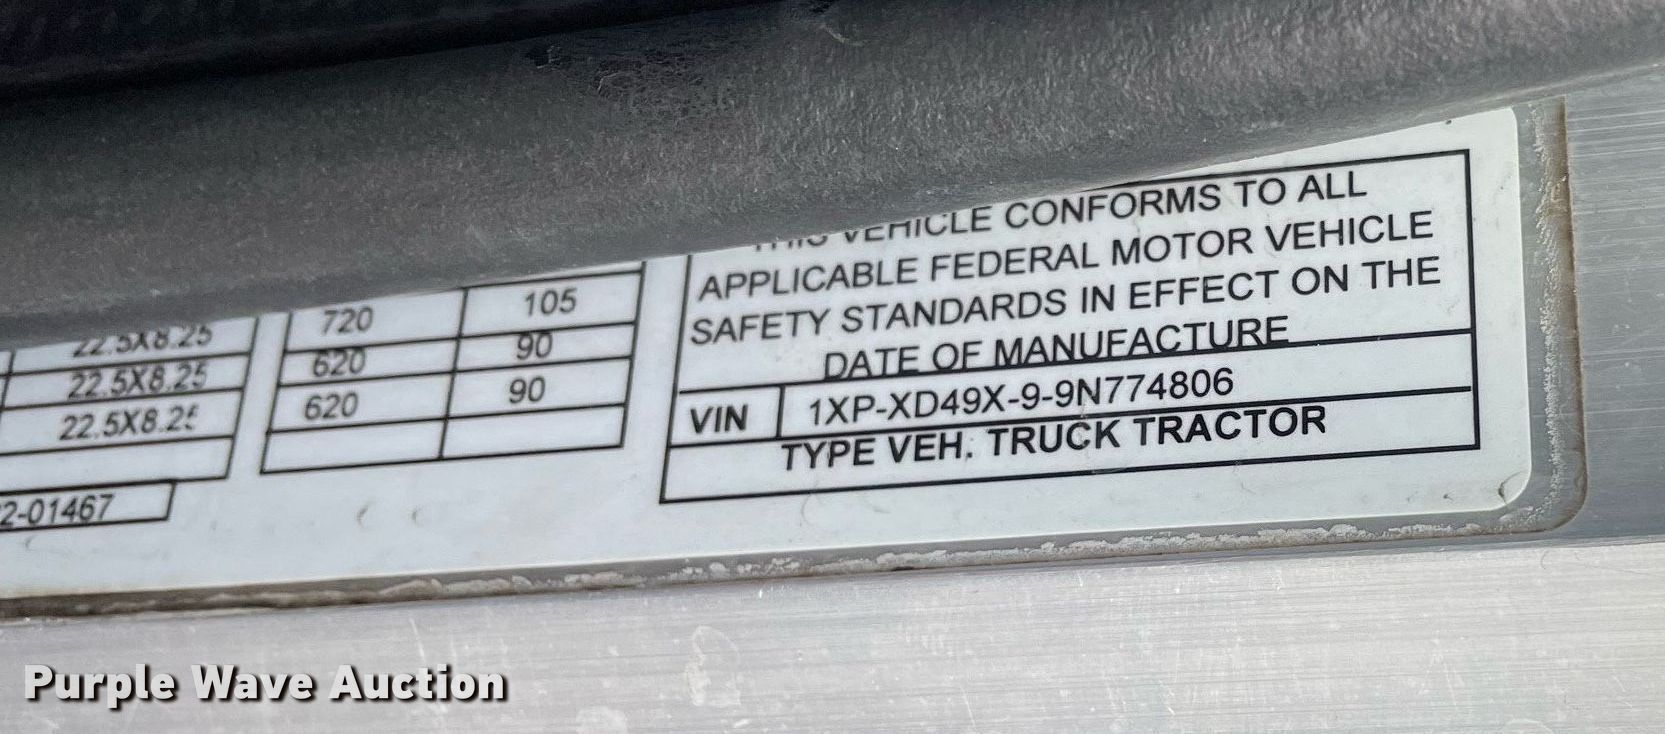 THIS VEHICLE CONFORMS TO ALL
APPLICABLE FEDERAL MOTOR VEHICLE
SAFETY STANDARDS IN EFFECT ON THE
DATE OF MANUFACTURE
VIN 1XP-XD49X-9-9N774806
TYPE VEH. TRUCK TRACTOR
22.5X8.25 720 105
22.5X8.25 620 90
22.5X8.25 620 90
2-01467
Purple Wave Auction